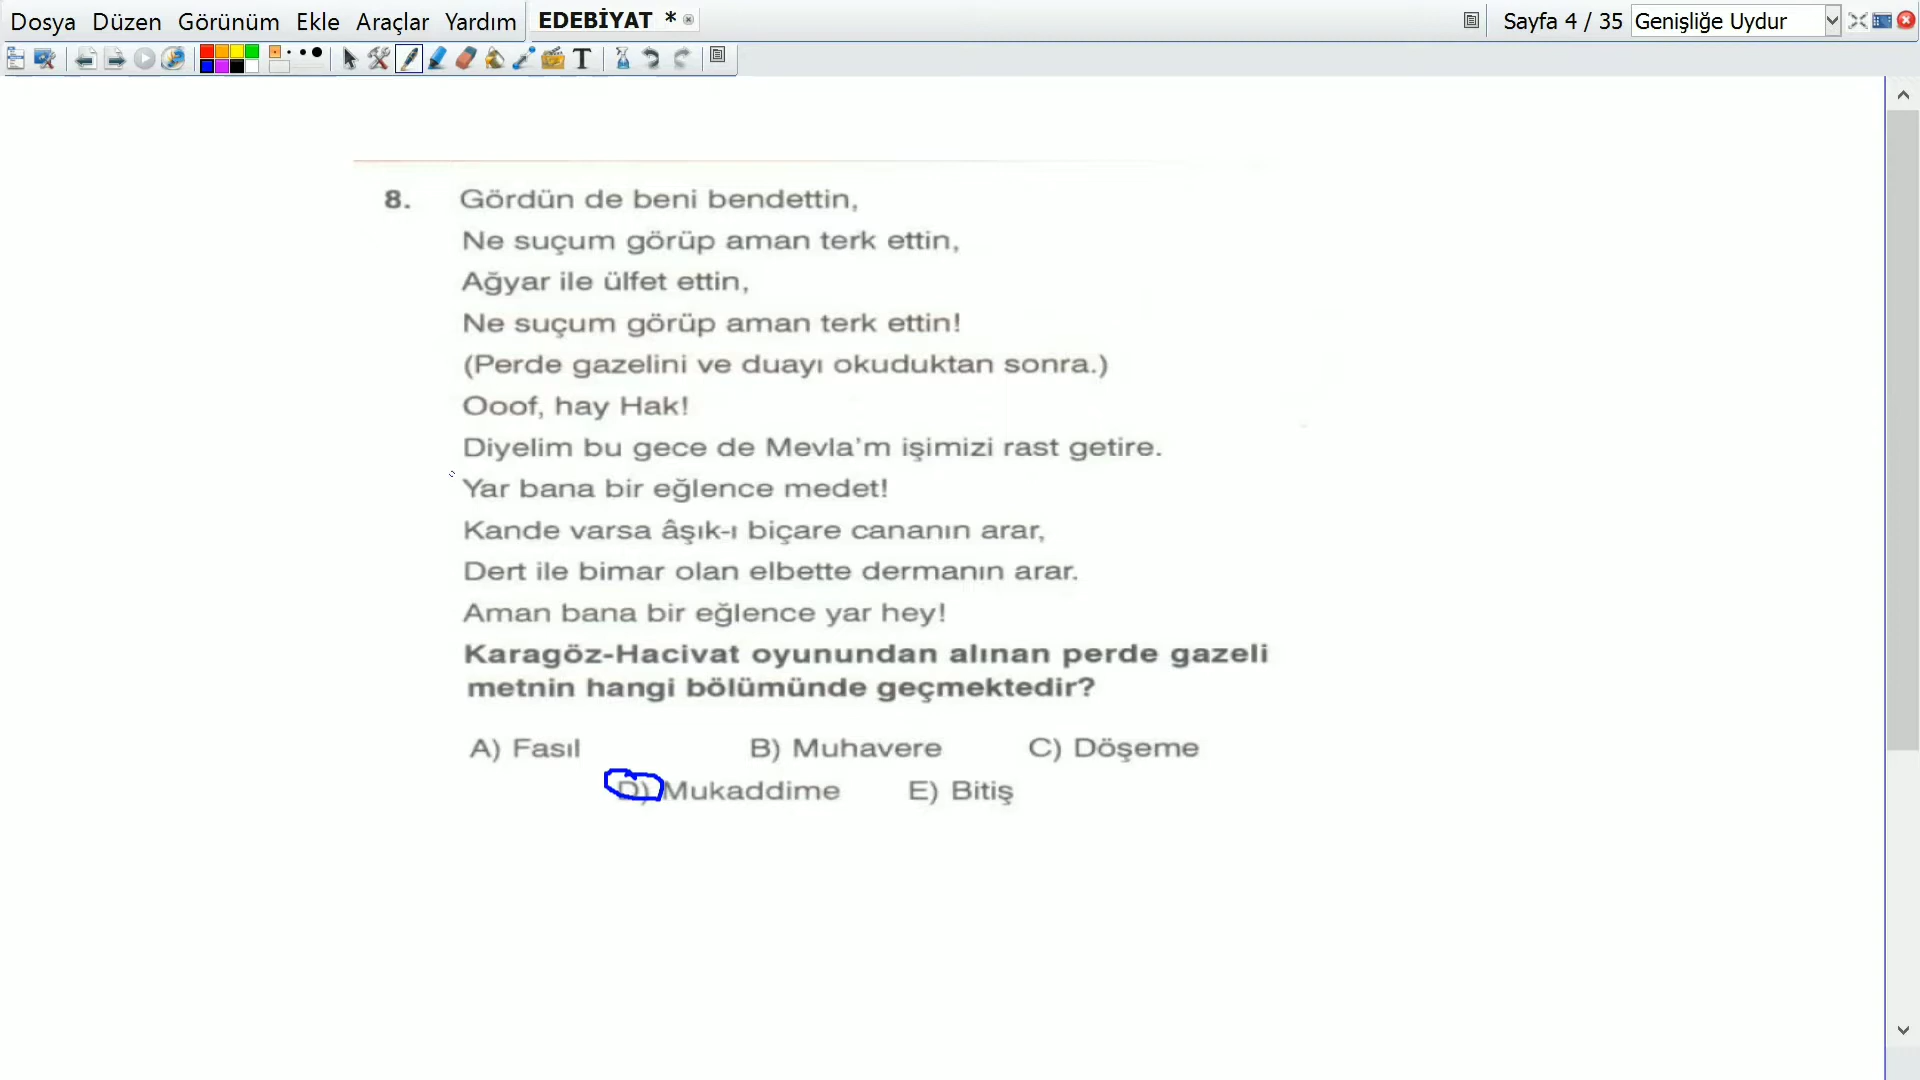 Dosya Düzen Görünüm Ekle Araçlar Yardım EDEBİYAT * Sayfa 4 / 35 Genişliğe Uydur
T
8. Gördün de beni bendettin,
Ne suçum görüp aman terk ettin,
Ağyar ile ülfet ettin,
Ne suçum görüp aman terk ettin!
(Perde gazelini ve duayı okuduktan sonra.)
Ooof, hay Hak!
Diyelim bu gece de Mevla'm işimizi rast getire.
Yar bana bir eğlence medet!
Kande varsa âşık-ı biçare cananın arar,
Dert ile bimar olan elbette dermanın arar.
Aman bana bir eğlence yar hey!
Karagöz-Hacivat oyunundan alınan perde gazeli
metnin hangi bölümünde geçmektedir?
A) Fasıl B) Muhavere C) Döşeme
D) Mukaddime E) Bitiş